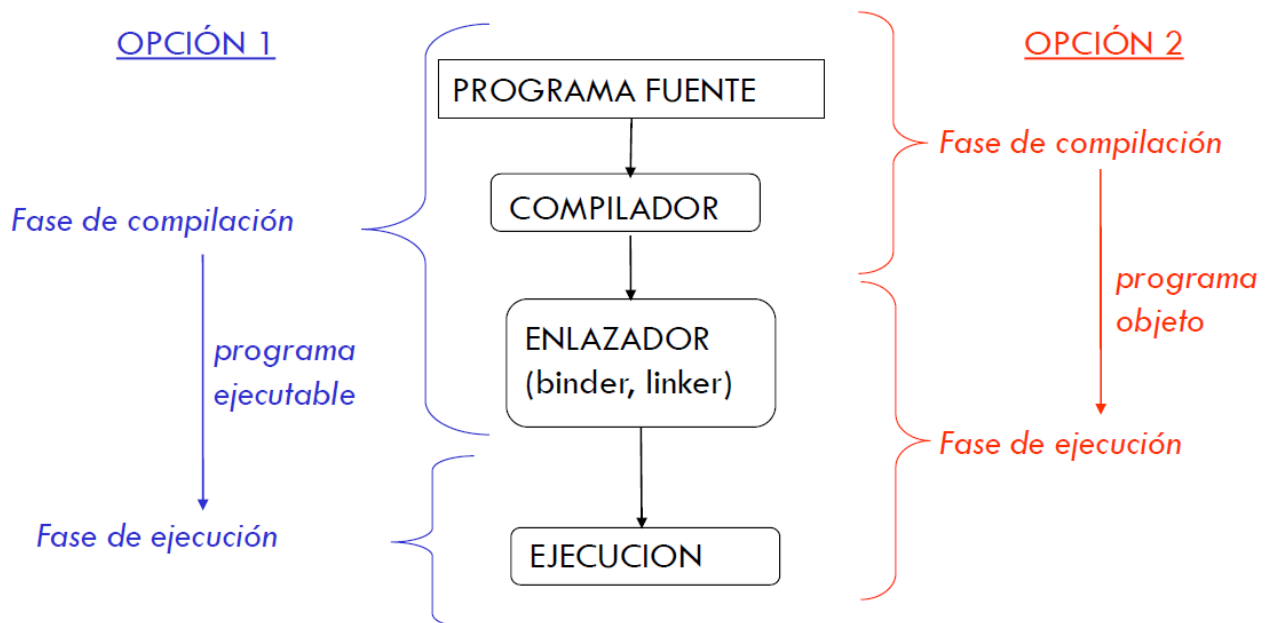 OPCIÓN 1
Fase de compilación
programa
ejecutable
Fase de ejecución
PROGRAMA FUENTE
COMPILADOR
ENLAZADOR
(binder, linker)
EJECUCION
OPCIÓN 2
Fase de compilación
programa
objeto
Fase de ejecución